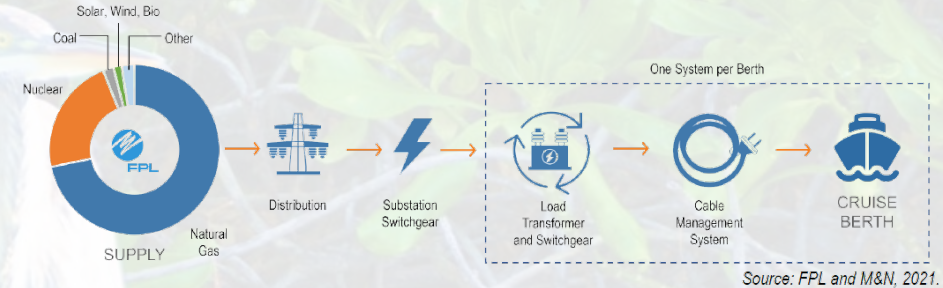 Solar, Wind, Bio
Coal
Other
Nuclear
FPL
Natural
Gas
SUPPLY
Distribution
Substation
Switchgear
One System per Berth
Load
Transformer
and Switchgear
Cable
Management
System
CRUISE
BERTH
Source: FPL and M&N, 2021.